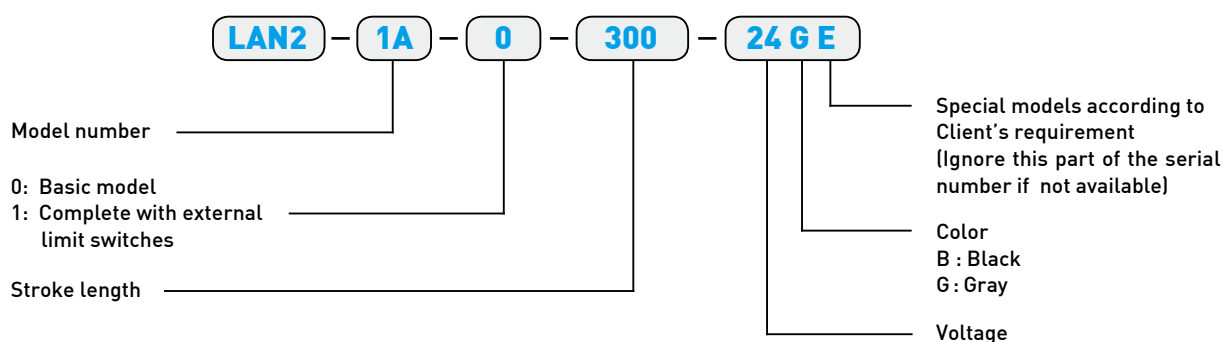 LAN2 – 1A – 0 – 300 – 24 G E
Model number
0: Basic model
1: Complete with external
limit switches
Stroke length
Special models according to
Client's requirement
(Ignore this part of the serial
number if not available)
Color
B : Black
G : Gray
Voltage